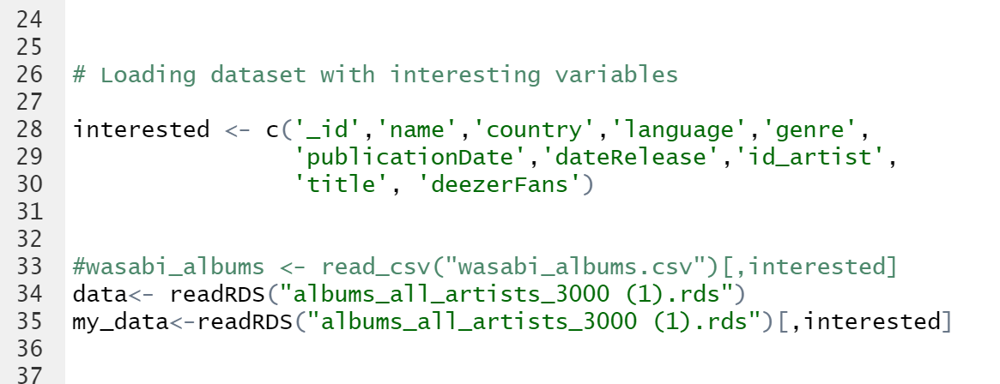 24
25
26 # Loading dataset with interesting variables
27
28 interested <- c('_id','name','country','language','genre',
29 'publicationDate','dateRelease','id_artist',
30 'title', 'deezerFans')
31
32
33 #wasabi_albums <- read_csv("wasabi_albums.csv")[,interested]
34 data<- readRDS("albums_all_artists_3000 (1).rds")
35 my_data<-readRDS("albums_all_artists_3000 (1).rds")[,interested]
36
37